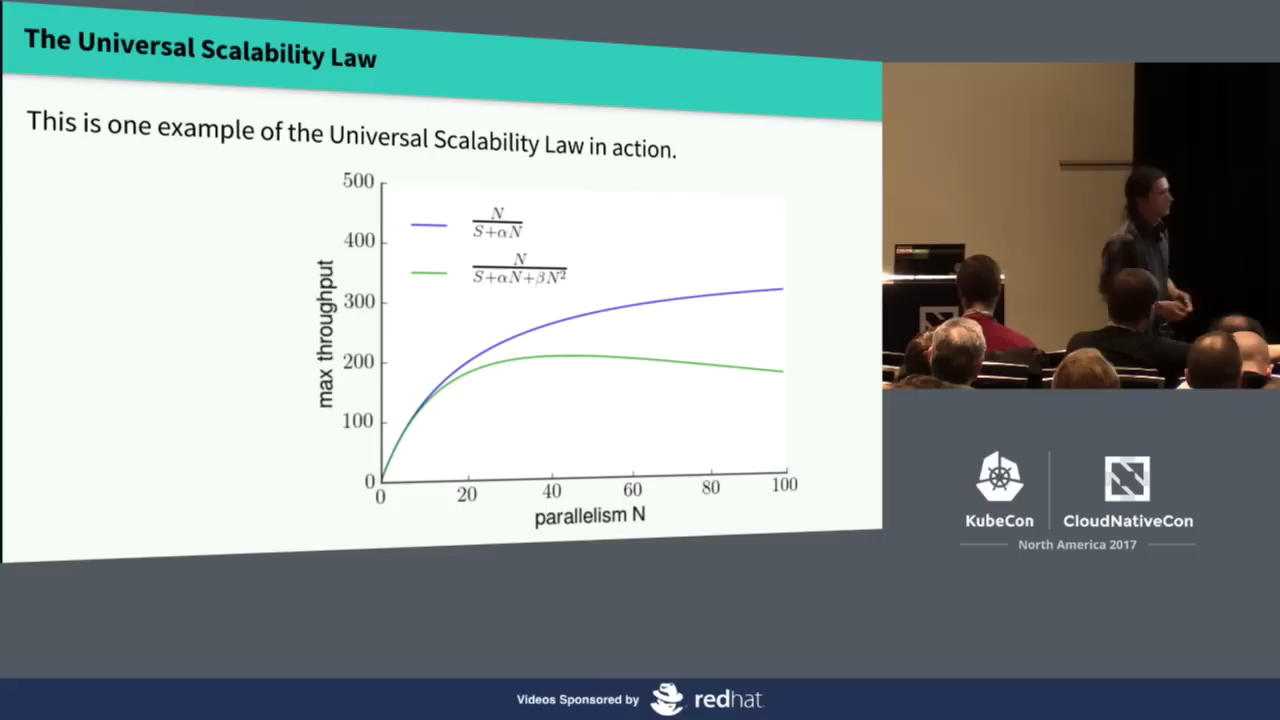 The Universal Scalability Law
This is one example of the Universal Scalability Law in action.
500
400
300
200
100
0
max throughput
N
S+αN
N
S+αN+βN²
0 20 40 60 80 100
parallelism N
KubeCon
CloudNativeCon
North America 2017
Videos Sponsored by redhat.